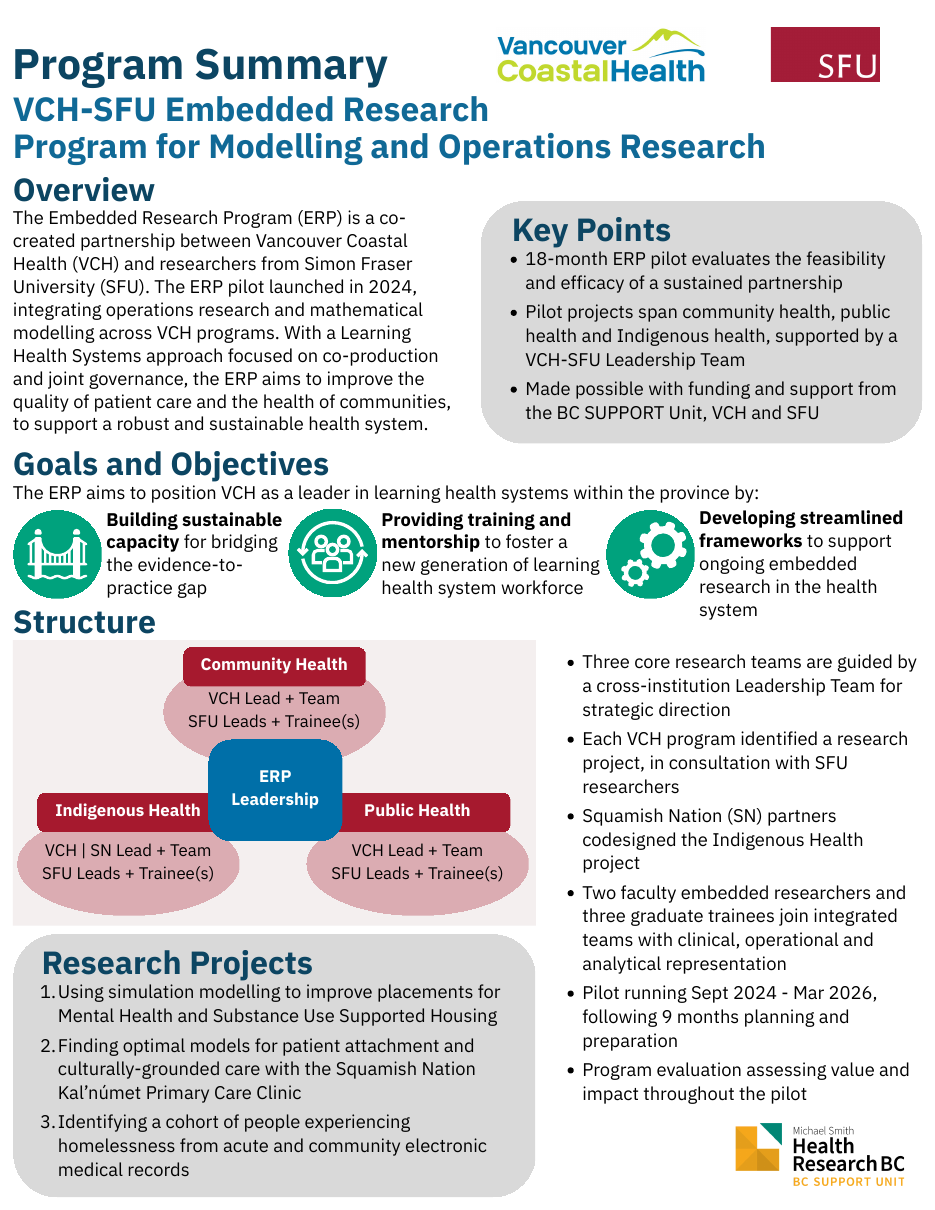 Program Summary
Vancouver
CoastalHealth
SFU
VCH-SFU Embedded Research
Program for Modelling and Operations Research
Overview
The Embedded Research Program (ERP) is a co-
created partnership between Vancouver Coastal
Health (VCH) and researchers from Simon Fraser
University (SFU). The ERP pilot launched in 2024,
integrating operations research and mathematical
modelling across VCH programs. With a Learning
Health Systems approach focused on co-production
and joint governance, the ERP aims to improve the
quality of patient care and the health of communities,
to support a robust and sustainable health system.
Key Points
• 18-month ERP pilot evaluates the feasibility
and efficacy of a sustained partnership
• Pilot projects span community health, public
health and Indigenous health, supported by a
VCH-SFU Leadership Team
• Made possible with funding and support from
the BC SUPPORT Unit, VCH and SFU
Goals and Objectives
The ERP aims to position VCH as a leader in learning health systems within the province by:
Building sustainable
capacity for bridging
the evidence-to-
practice gap
Providing training and
mentorship to foster a
new generation of learning
health system workforce
Developing streamlined
frameworks to support
ongoing embedded
research in the health
system
Structure
Community Health
VCH Lead + Team
SFU Leads + Trainee(s)
ERP
Leadership
Indigenous Health
VCH | SN Lead + Team
SFU Leads + Trainee(s)
Public Health
VCH Lead + Team
SFU Leads + Trainee(s)
• Three core research teams are guided by
a cross-institution Leadership Team for
strategic direction
• Each VCH program identified a research
project, in consultation with SFU
researchers
• Squamish Nation (SN) partners
codesigned the Indigenous Health
project
• Two faculty embedded researchers and
three graduate trainees join integrated
teams with clinical, operational and
analytical representation
• Pilot running Sept 2024 - Mar 2026,
following 9 months planning and
preparation
• Program evaluation assessing value and
impact throughout the pilot
Research Projects
1. Using simulation modelling to improve placements for
Mental Health and Substance Use Supported Housing
2. Finding optimal models for patient attachment and
culturally-grounded care with the Squamish Nation
Kal’númet Primary Care Clinic
3. Identifying a cohort of people experiencing
homelessness from acute and community electronic
medical records
Michael Smith
Health
Research BC
BC SUPPORT UNIT